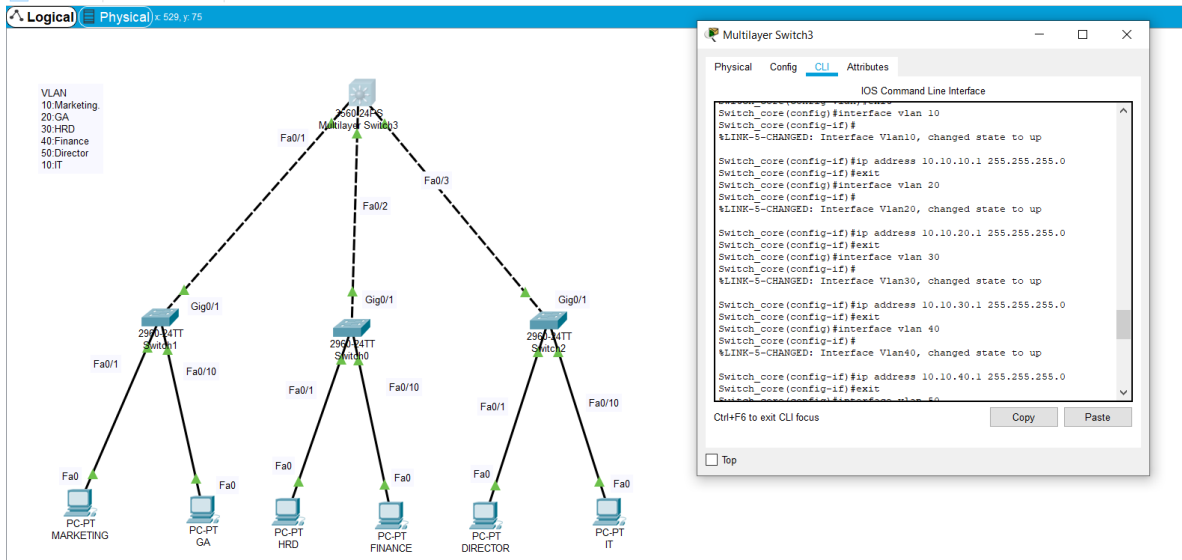 Logical
Physical
x: 529, y: 75
VLAN
10:Marketing.
20:GA
30:HRD
40:Finance
50:Director
10:IT
3560-24PS
Multilayer Switch3
Fa0/1
Fa0/2
Fa0/3
Gig0/1
2960-24TT
Switch1
Gig0/1
2960-24TT
Switch0
Gig0/1
2960-24TT
Switch2
Fa0/1
Fa0/10
Fa0/1
Fa0/10
Fa0/1
Fa0/10
Fa0
Fa0
Fa0
Fa0
Fa0
Fa0
PC-PT
MARKETING
PC-PT
GA
PC-PT
HRD
PC-PT
FINANCE
PC-PT
DIRECTOR
PC-PT
IT
Multilayer Switch3
Physical
Config
CLI
Attributes
IOS Command Line Interface
Switch_core(config)#interface vlan 10
Switch_core(config-if)#
%LINK-5-CHANGED: Interface Vlan10, changed state to up
Switch_core(config-if)#ip address 10.10.10.1 255.255.255.0
Switch_core(config-if)#exit
Switch_core(config)#interface vlan 20
Switch_core(config-if)#
%LINK-5-CHANGED: Interface Vlan20, changed state to up
Switch_core(config-if)#ip address 10.10.20.1 255.255.255.0
Switch_core(config-if)#exit
Switch_core(config)#interface vlan 30
Switch_core(config-if)#
%LINK-5-CHANGED: Interface Vlan30, changed state to up
Switch_core(config-if)#ip address 10.10.30.1 255.255.255.0
Switch_core(config-if)#exit
Switch_core(config)#interface vlan 40
Switch_core(config-if)#
%LINK-5-CHANGED: Interface Vlan40, changed state to up
Switch_core(config-if)#ip address 10.10.40.1 255.255.255.0
Switch_core(config-if)#exit
Ctrl+F6 to exit CLI focus
Copy
Paste
Top